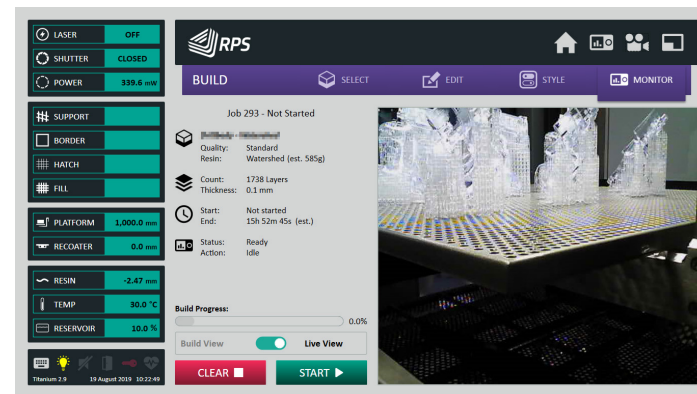 LASER OFF
SHUTTER CLOSED
POWER 339.6 mW
SUPPORT
BORDER
HATCH
FILL
PLATFORM 1,000.0 mm
RECOATER 0.0 mm
RESIN -2.47 mm
TEMP 30.0 °C
RESERVOIR 10.0 %
Titanium 2.9 19 August 2019 10:22:49
RPS
BUILD SELECT EDIT STYLE MONITOR
Job 293 - Not Started
Quality: Standard
Resin: Watershed (est. 585g)
Count: 1738 Layers
Thickness: 0.1 mm
Start: Not started
End: 15h 52m 45s (est.)
Status: Ready
Action: Idle
Build Progress:
0.0%
Build View Live View
CLEAR START